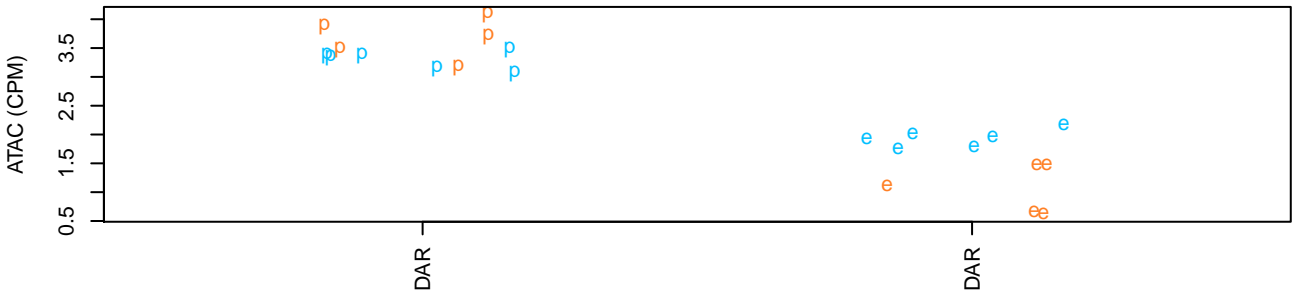 ATAC (CPM)
3.5
2.5
1.5
0.5
p p p p p p p p p p p
e e e e e e e e e e e
DAR DAR